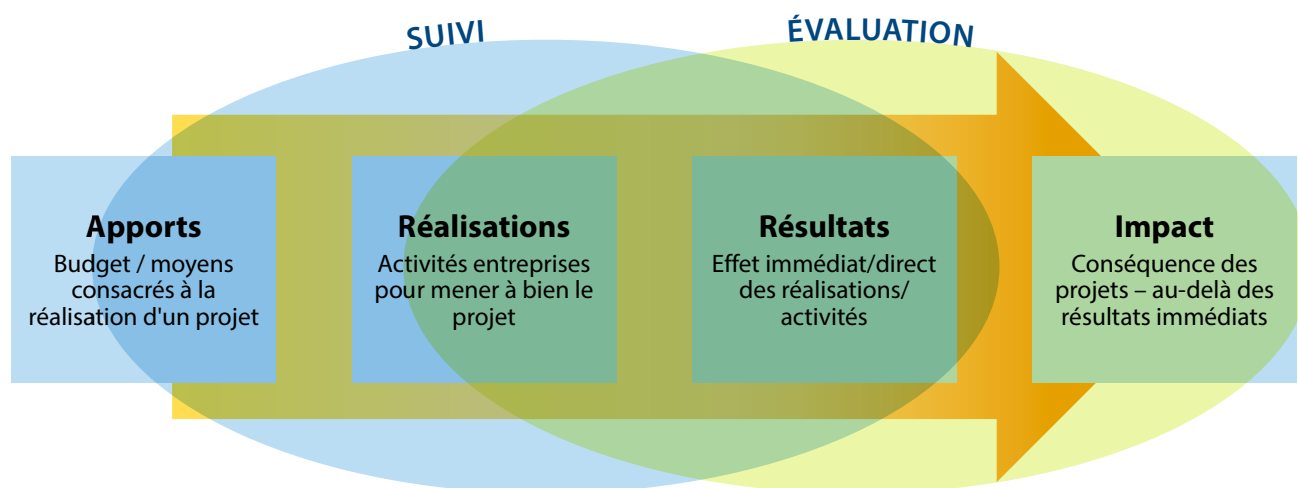 SUIVI
ÉVALUATION
Apports
Budget / moyens
consacrés à la
réalisation d'un projet
Réalisations
Activités entreprises
pour mener à bien le
projet
Résultats
Effet immédiat/direct
des réalisations/
activités
Impact
Conséquence des
projets – au-delà des
résultats immédiats